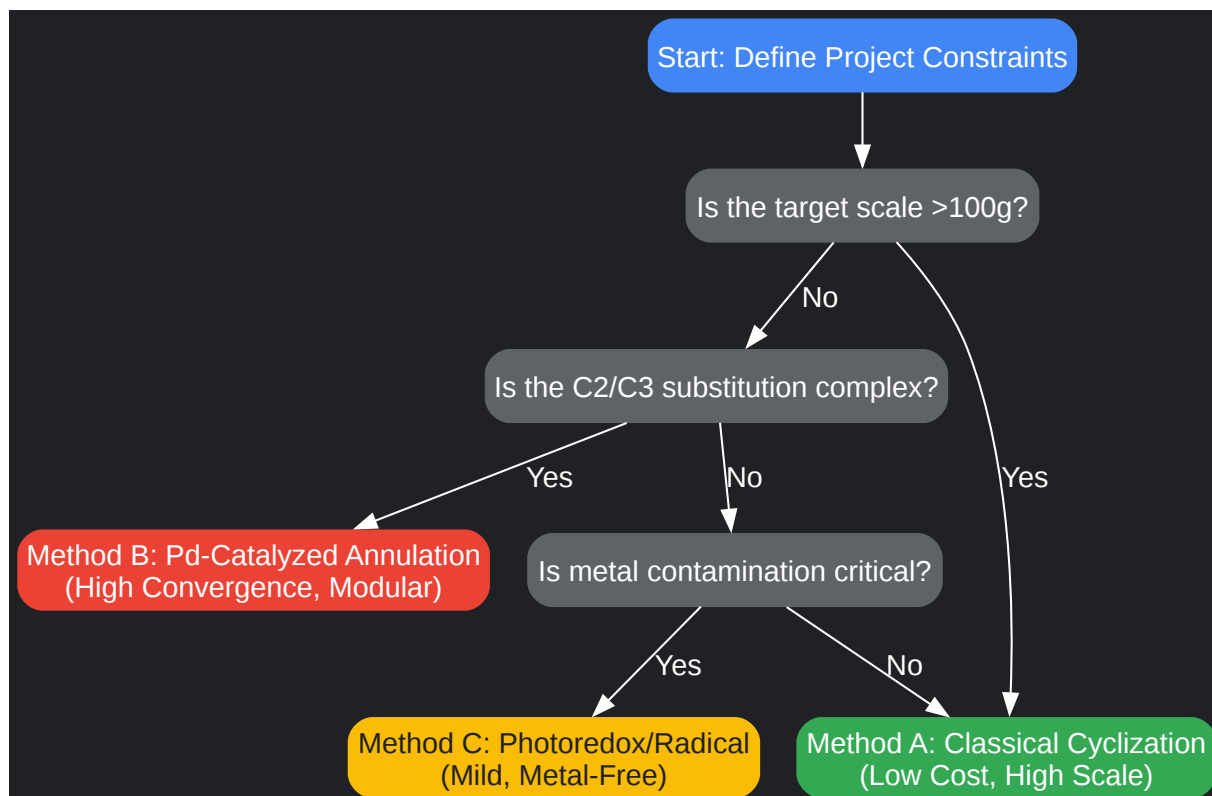 Start: Define Project Constraints
Is the target scale >100g?
No
Is the C2/C3 substitution complex?
Yes
No
Yes
Method B: Pd-Catalyzed Annulation
(High Convergence, Modular)
Is metal contamination critical?
Yes
No
Method C: Photoredox/Radical
(Mild, Metal-Free)
Method A: Classical Cyclization
(Low Cost, High Scale)